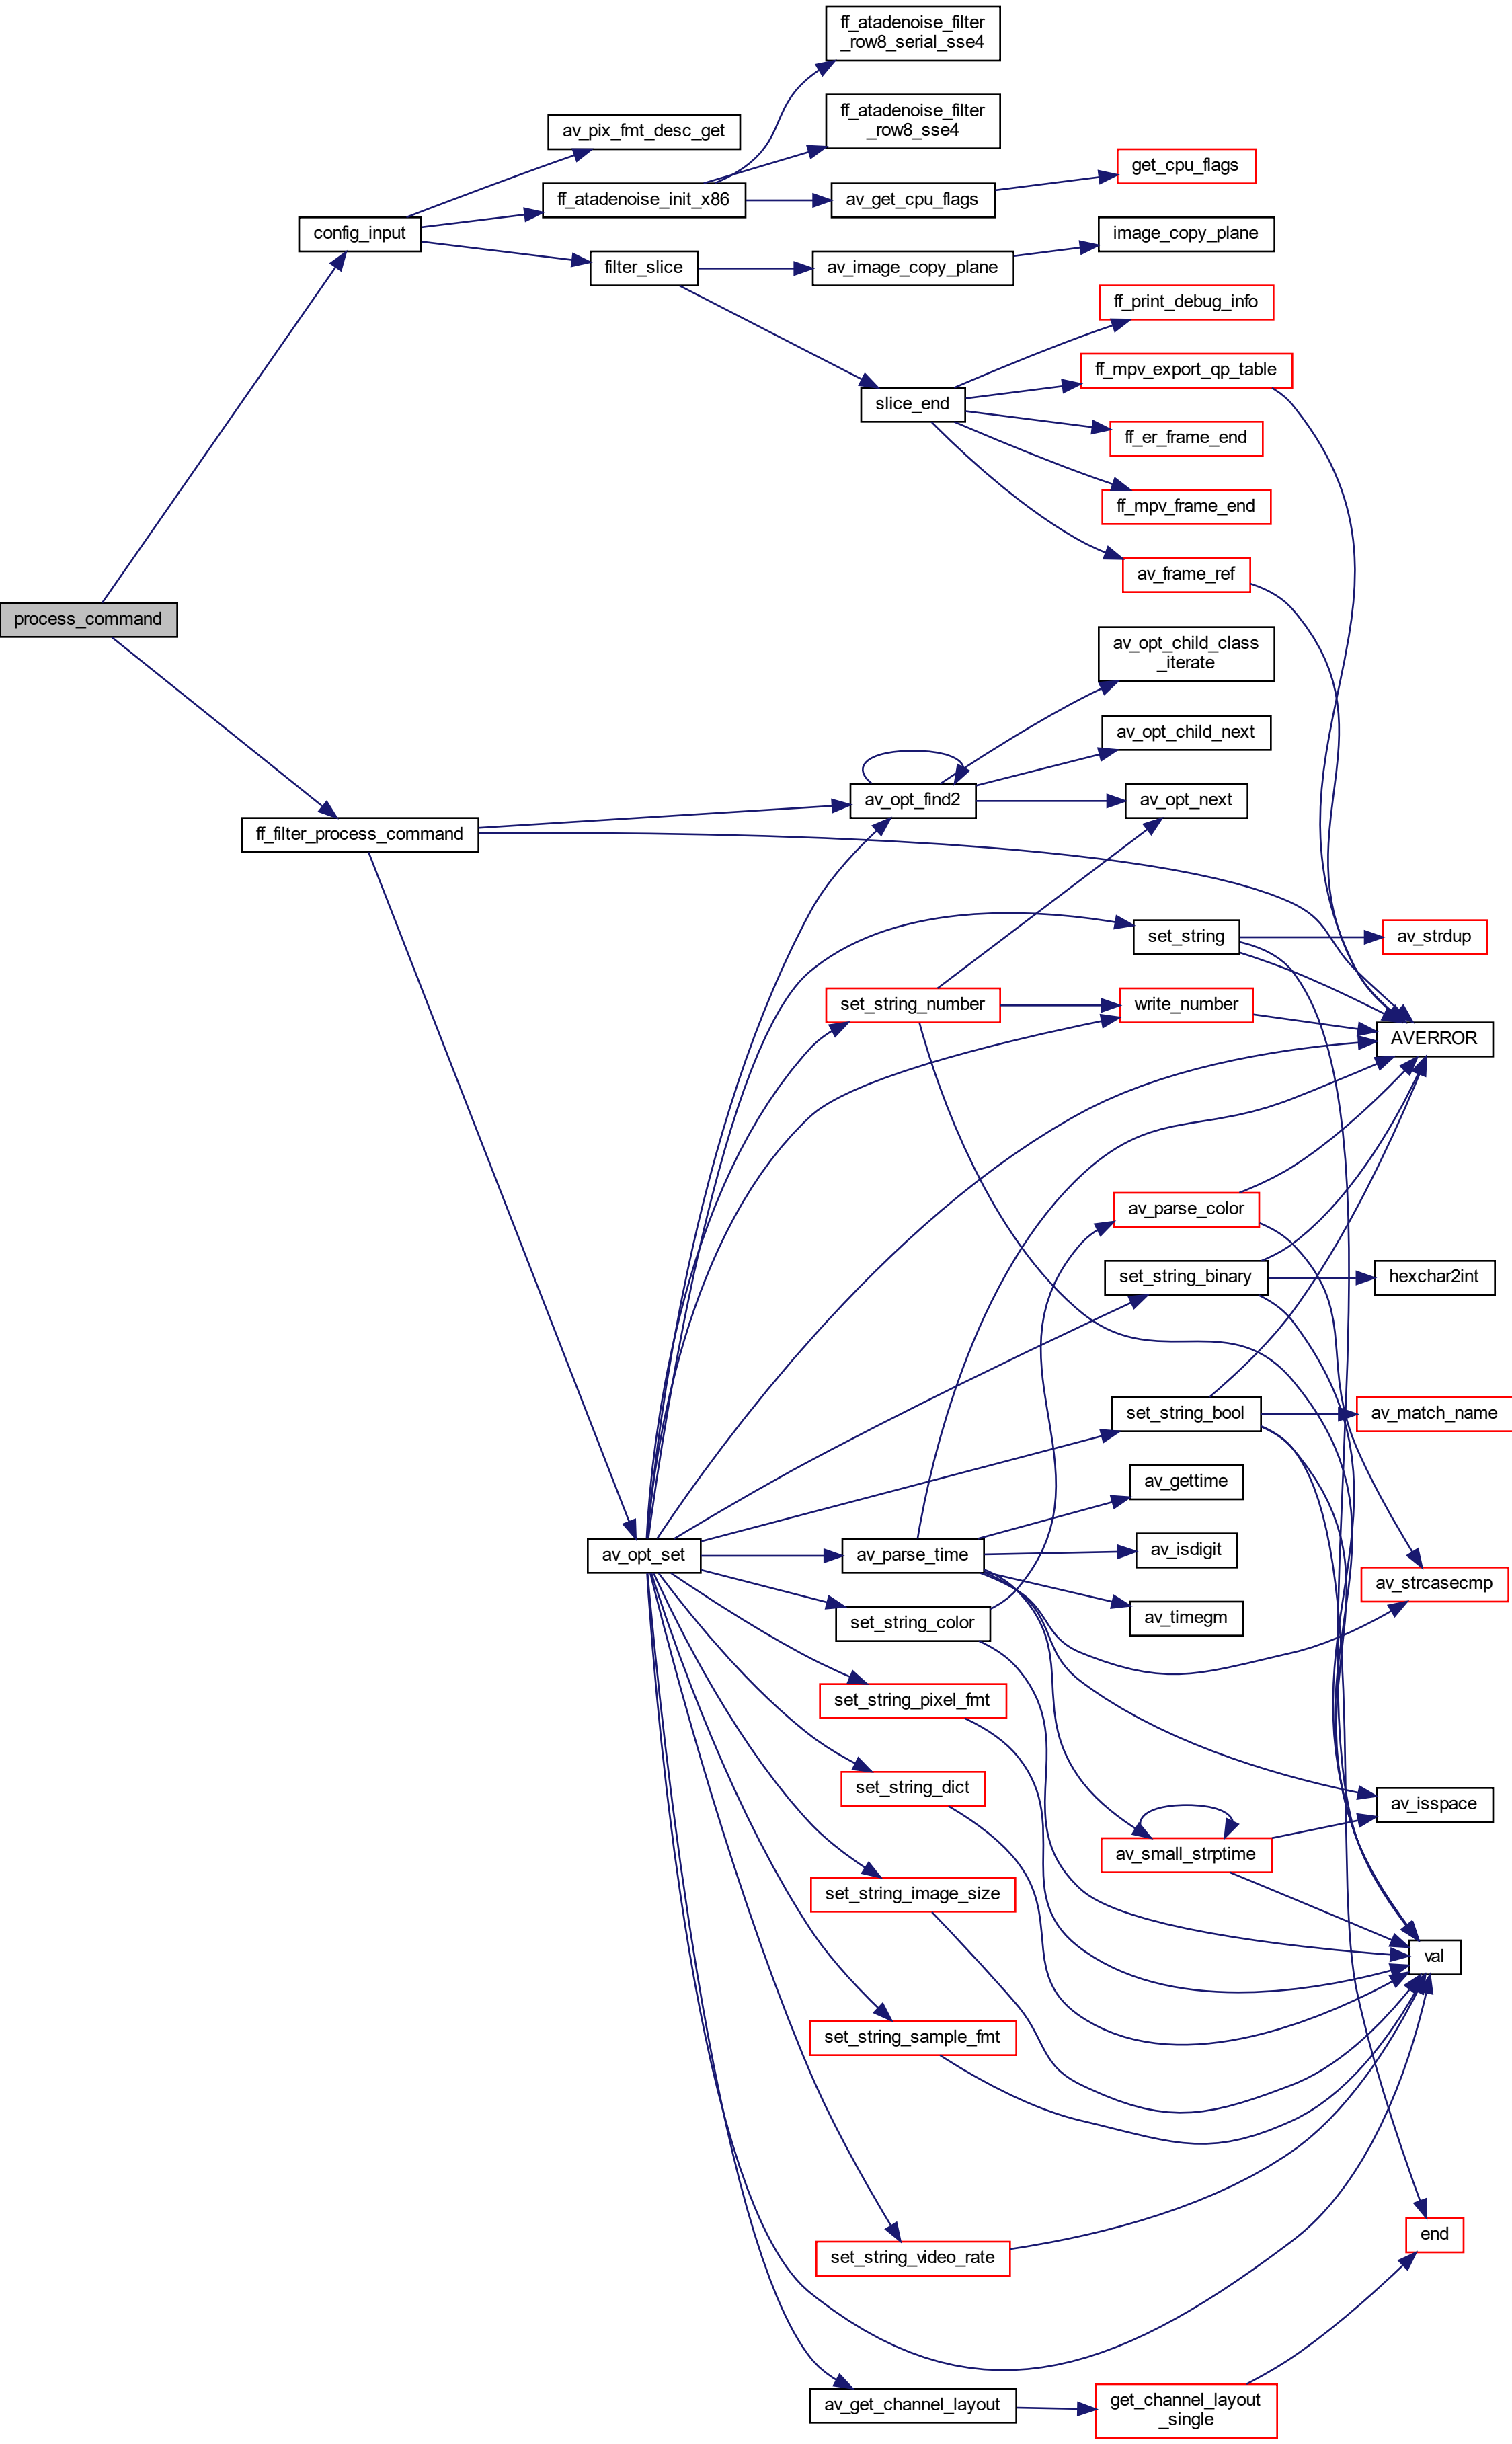 ff_atadenoise_filter
_row8_serial_sse4
ff_atadenoise_filter
_row8_sse4
av_pix_fmt_desc_get
get_cpu_flags
ff_atadenoise_init_x86
av_get_cpu_flags
config_input
image_copy_plane
filter_slice
av_image_copy_plane
ff_print_debug_info
ff_mpv_export_qp_table
slice_end
ff_er_frame_end
ff_mpv_frame_end
av_frame_ref
process_command
av_opt_child_class
_iterate
av_opt_child_next
av_opt_find2
av_opt_next
ff_filter_process_command
set_string
av_strdup
set_string_number
write_number
AVERROR
av_parse_color
set_string_binary
hexchar2int
set_string_bool
av_match_name
av_gettime
av_opt_set
av_parse_time
av_isdigit
av_strcasecmp
set_string_color
av_timegm
set_string_pixel_fmt
set_string_dict
av_isspace
av_small_strptime
set_string_image_size
val
set_string_sample_fmt
end
set_string_video_rate
av_get_channel_layout
get_channel_layout
_single